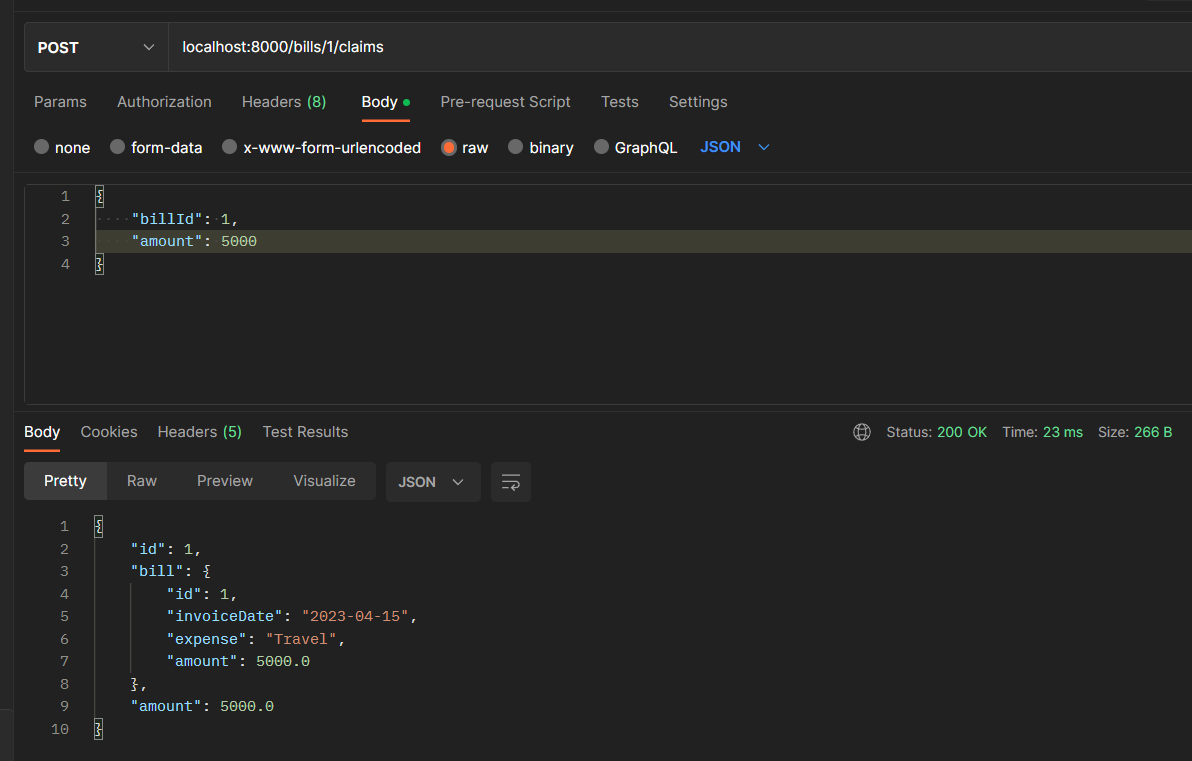 POST localhost:8000/bills/1/claims
Params Authorization Headers (8) Body Pre-request Script Tests Settings
none form-data x-www-form-urlencoded raw binary GraphQL JSON
1 {
2 "billId": 1,
3 "amount": 5000
4 }
Body Cookies Headers (5) Test Results Status: 200 OK Time: 23 ms Size: 266 B
Pretty Raw Preview Visualize JSON
1 {
2 "id": 1,
3 "bill": {
4 "id": 1,
5 "invoiceDate": "2023-04-15",
6 "expense": "Travel",
7 "amount": 5000.0
8 },
9 "amount": 5000.0
10 }